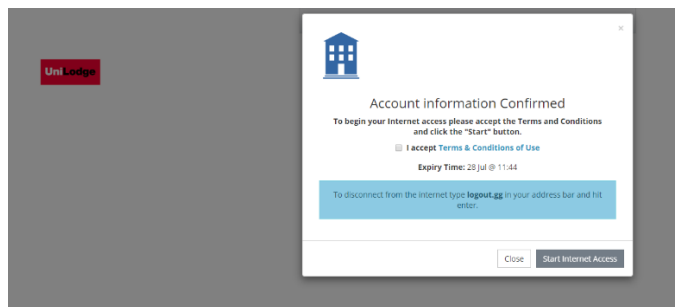 UniLodge
×
Account information Confirmed
To begin your Internet access please accept the Terms and Conditions
and click the "Start" button.
I accept Terms & Conditions of Use
Expiry Time: 28 Jul @ 11:44
To disconnect from the Internet type logout.gg in your address bar and hit
enter.
Close Start Internet Access